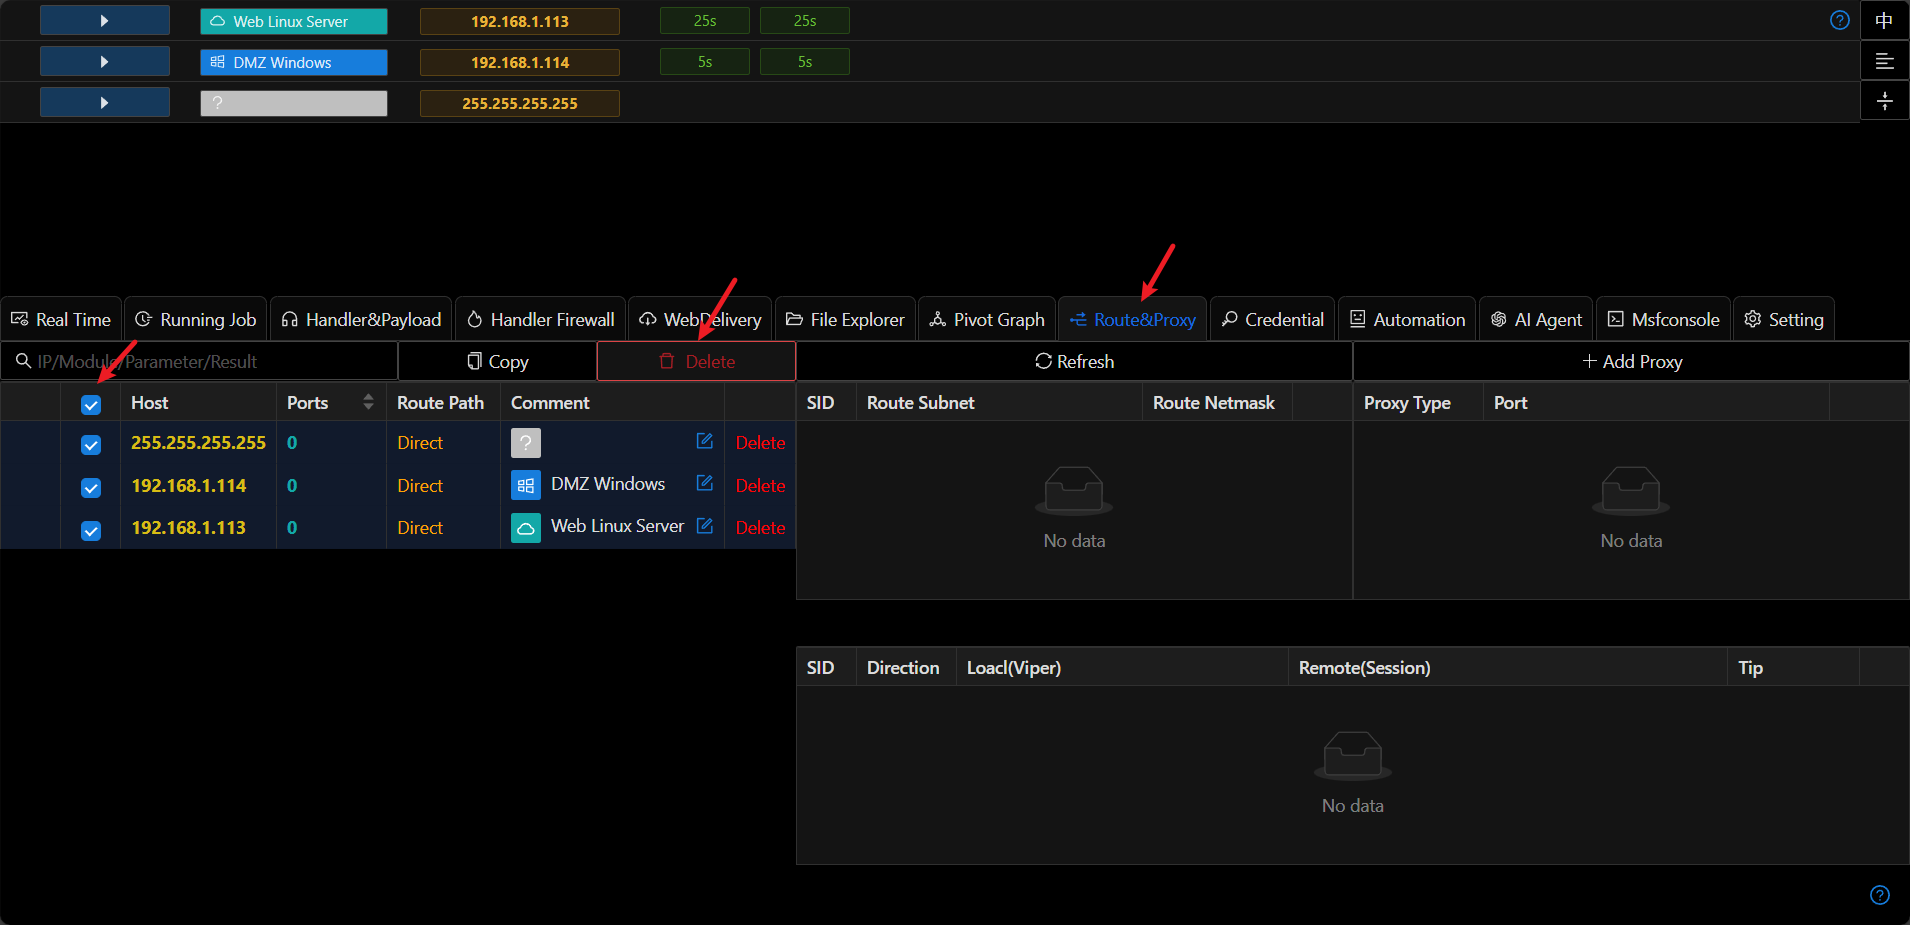 Web Linux Server 192.168.1.113 25s 25s 中
DMZ Windows 192.168.1.114 5s 5s
? 255.255.255.255
Real Time Running Job Handler&Payload Handler Firewall WebDelivery File Explorer Pivot Graph Route&Proxy Credential Automation AI Agent Msfconsole Setting
IP/Module/Parameter/Result Copy Delete Refresh + Add Proxy
Host Ports Route Path Comment SID Route Subnet Route Netmask Proxy Type Port
255.255.255.255 0 Direct ? Delete
192.168.1.114 0 Direct DMZ Windows Delete
192.168.1.113 0 Direct Web Linux Server Delete
No data No data
SID Direction Loacl(Viper) Remote(Session) Tip
No data